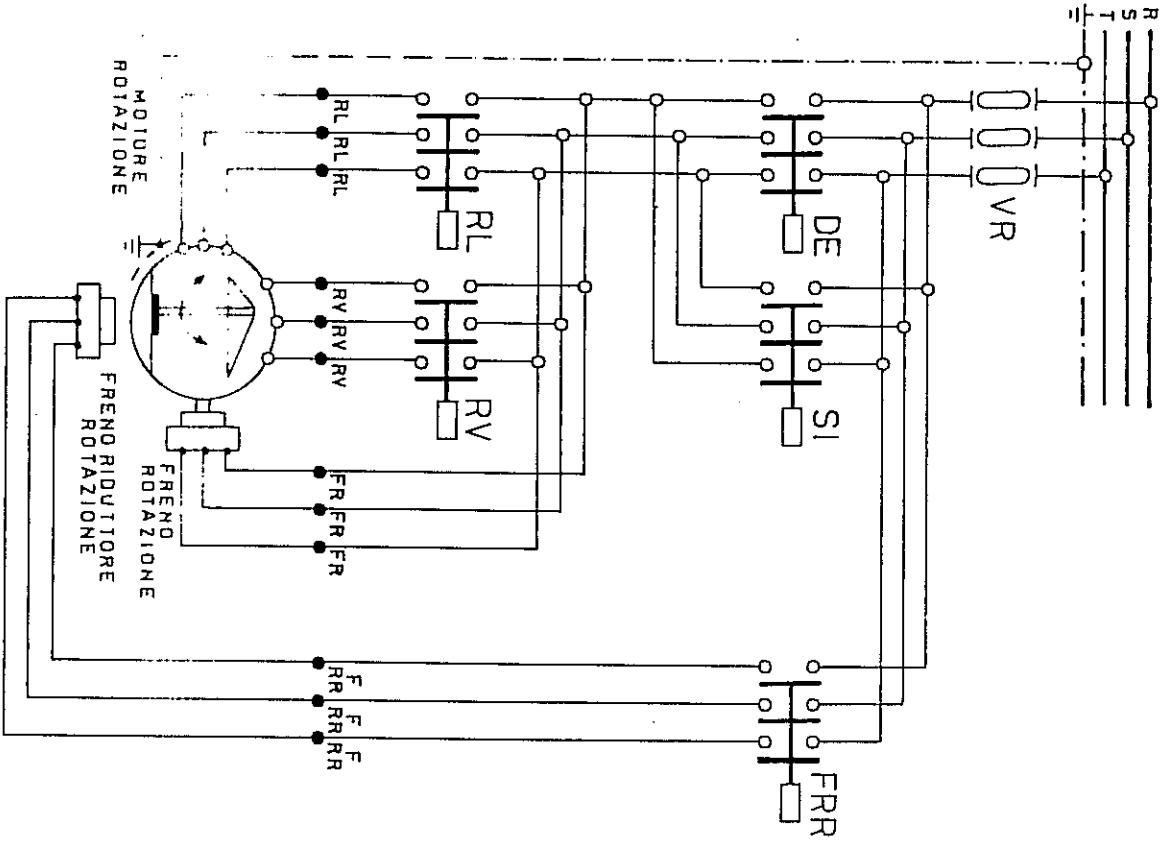 R
S
T
VR
DE
SI
RL
RV
FRR
RL
RL
RL
RV
RV
RV
FR
FR
FR
F
RR
F
RR
F
RR
MOTORE
ROTAZIONE
FRENO
ROTAZIONE
FRENO RIDUTTORE
ROTAZIONE